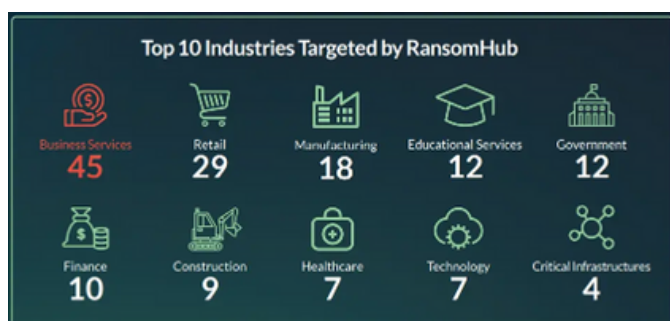 Top 10 Industries Targeted by RansomHub
Business Services
45
Retail
29
Manufacturing
18
Educational Services
12
Government
12
Finance
10
Construction
9
Healthcare
7
Technology
7
Critical Infrastructures
4